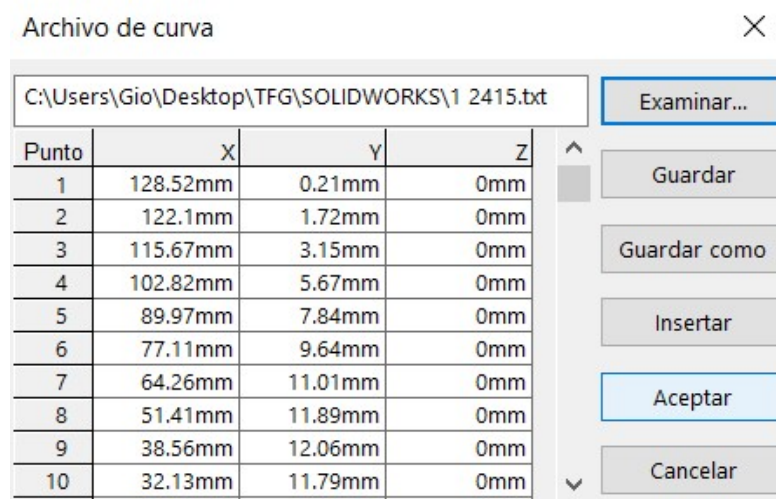 Archivo de curva
C:\Users\Gio\Desktop\TFG\SOLIDWORKS\1 2415.txt
Examinar...
Punto X Y Z
1 128.52mm 0.21mm 0mm
2 122.1mm 1.72mm 0mm
3 115.67mm 3.15mm 0mm
4 102.82mm 5.67mm 0mm
5 89.97mm 7.84mm 0mm
6 77.11mm 9.64mm 0mm
7 64.26mm 11.01mm 0mm
8 51.41mm 11.89mm 0mm
9 38.56mm 12.06mm 0mm
10 32.13mm 11.79mm 0mm
Guardar
Guardar como
Insertar
Aceptar
Cancelar